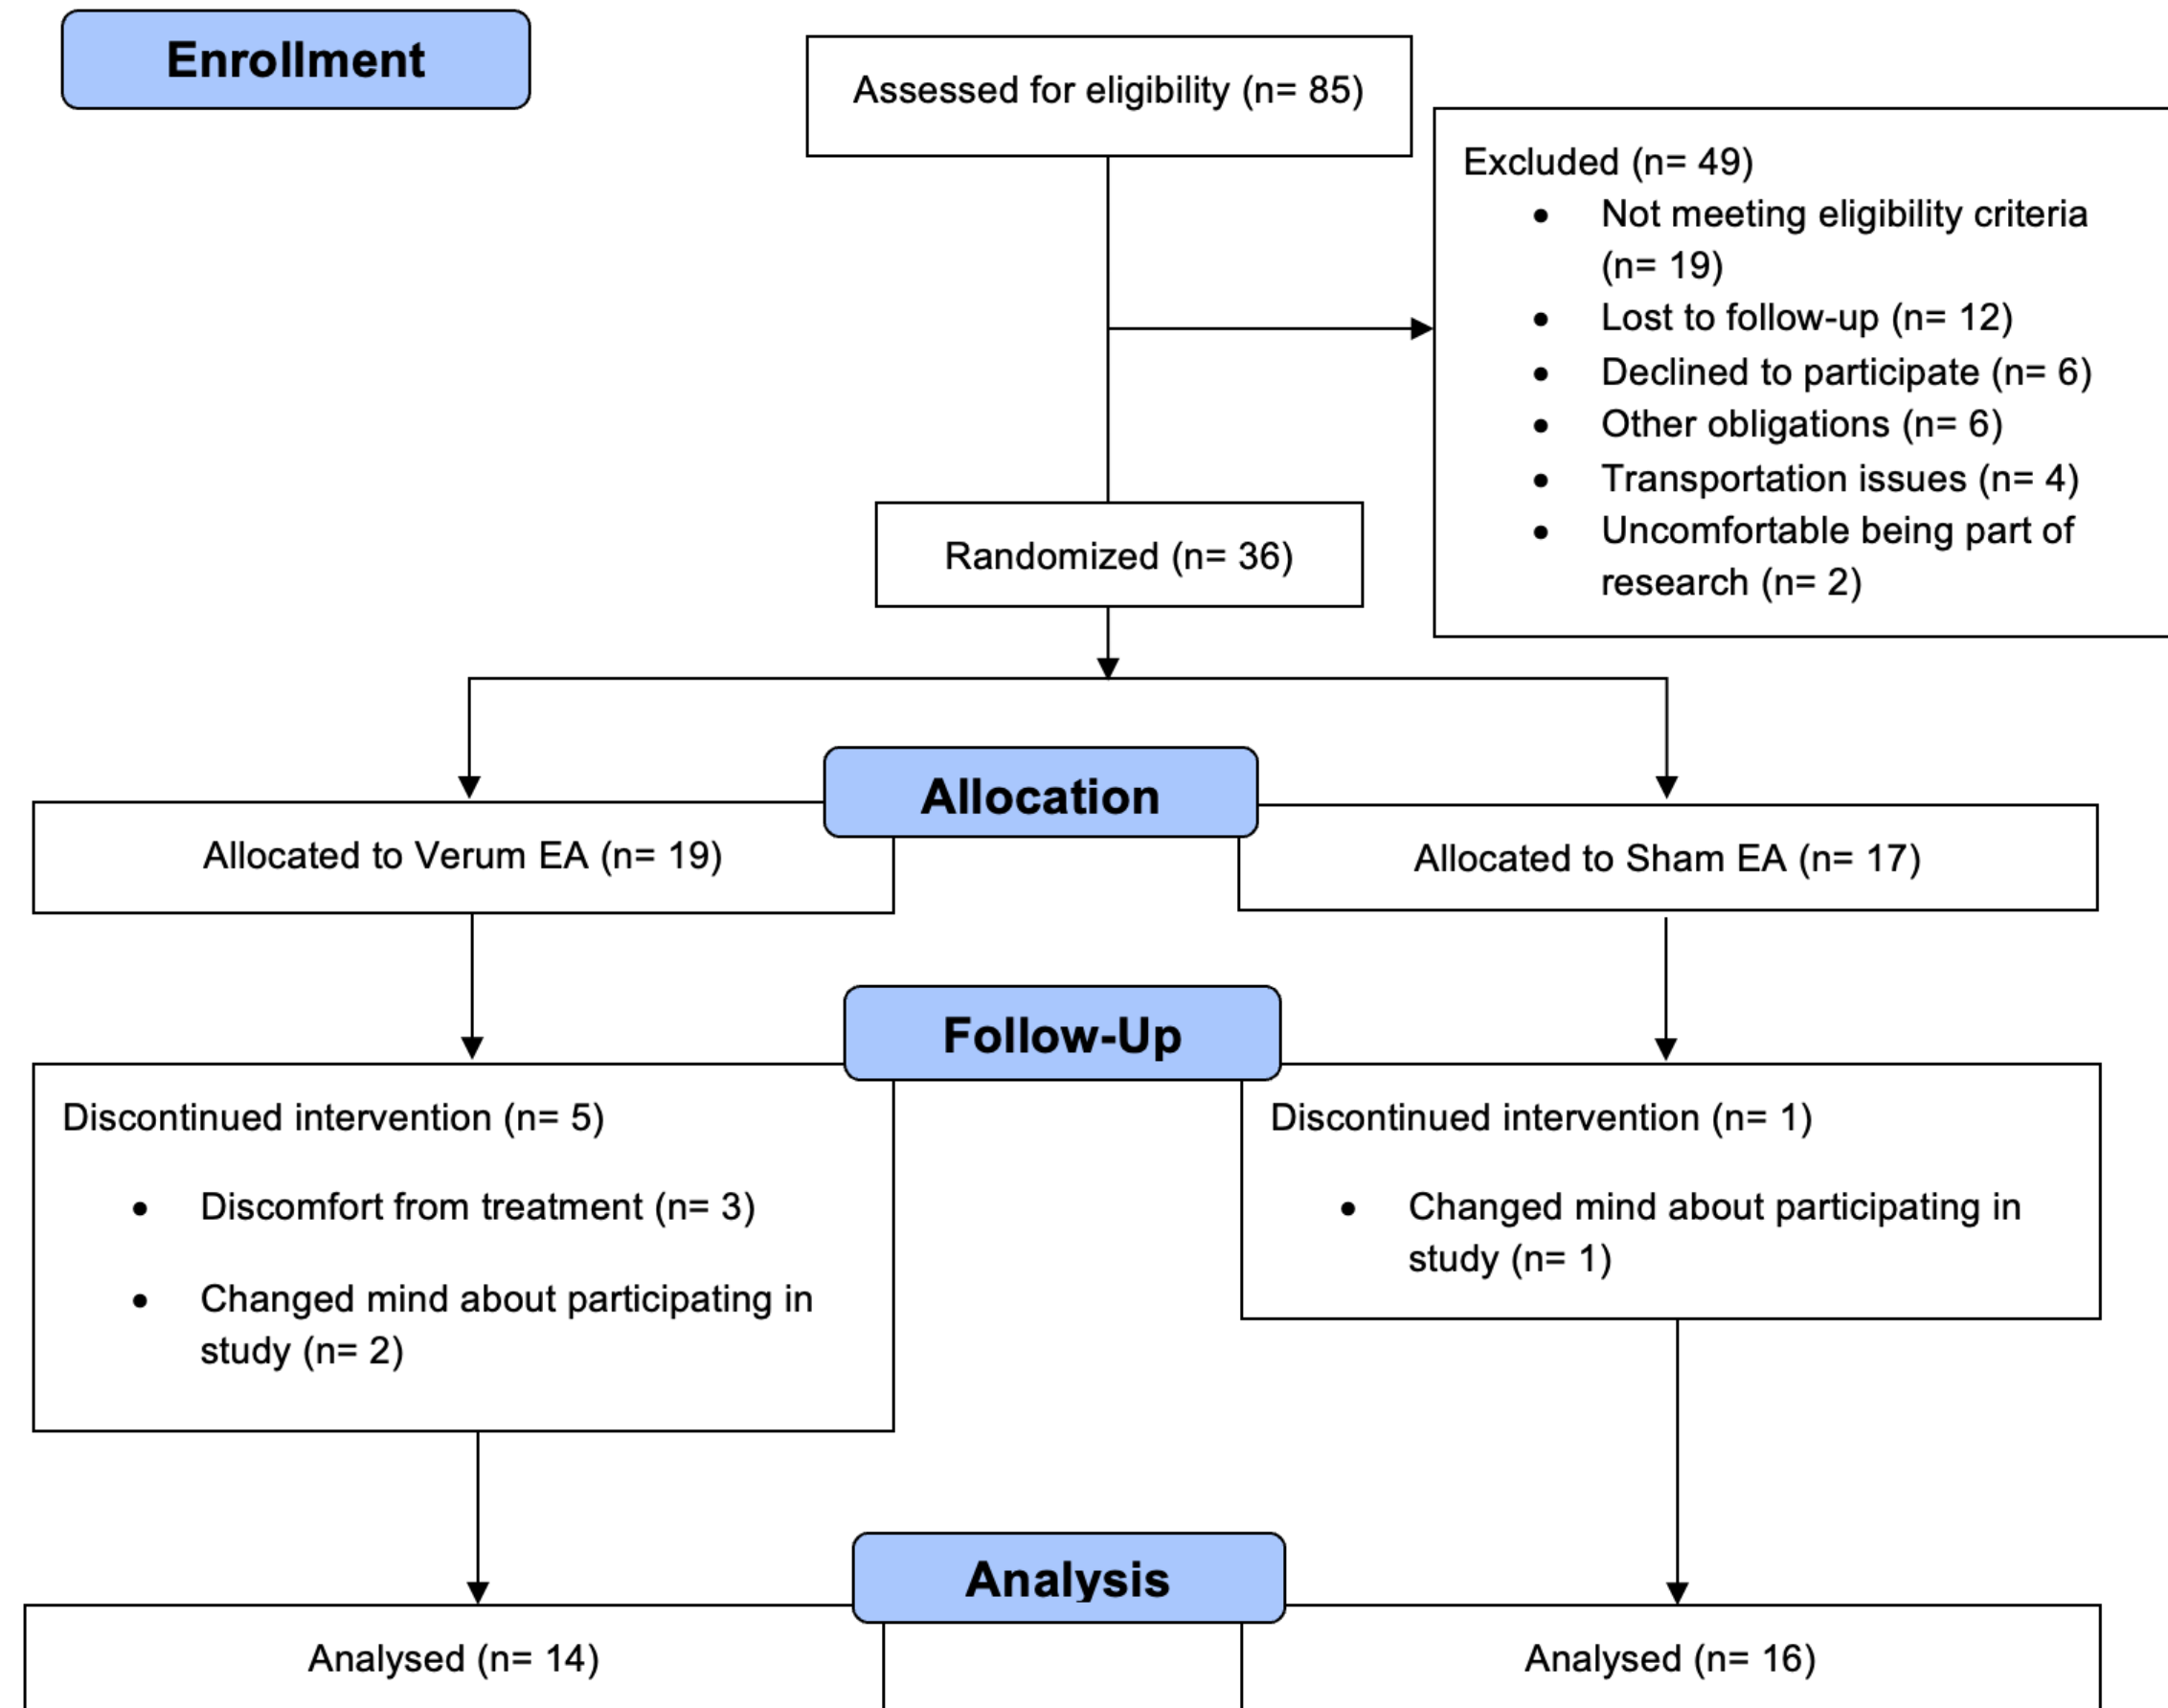 Enrollment
Assessed for eligibility (n= 85)
Excluded (n= 49)
• Not meeting eligibility criteria
(n= 19)
• Lost to follow-up (n= 12)
• Declined to participate (n= 6)
• Other obligations (n= 6)
• Transportation issues (n= 4)
• Uncomfortable being part of
research (n= 2)
Randomized (n= 36)
Allocation
Allocated to Verum EA (n= 19)
Allocated to Sham EA (n= 17)
Follow-Up
Discontinued intervention (n= 5)
• Discomfort from treatment (n= 3)
• Changed mind about participating in
study (n= 2)
Discontinued intervention (n= 1)
• Changed mind about participating in
study (n= 1)
Analysis
Analysed (n= 14)
Analysed (n= 16)